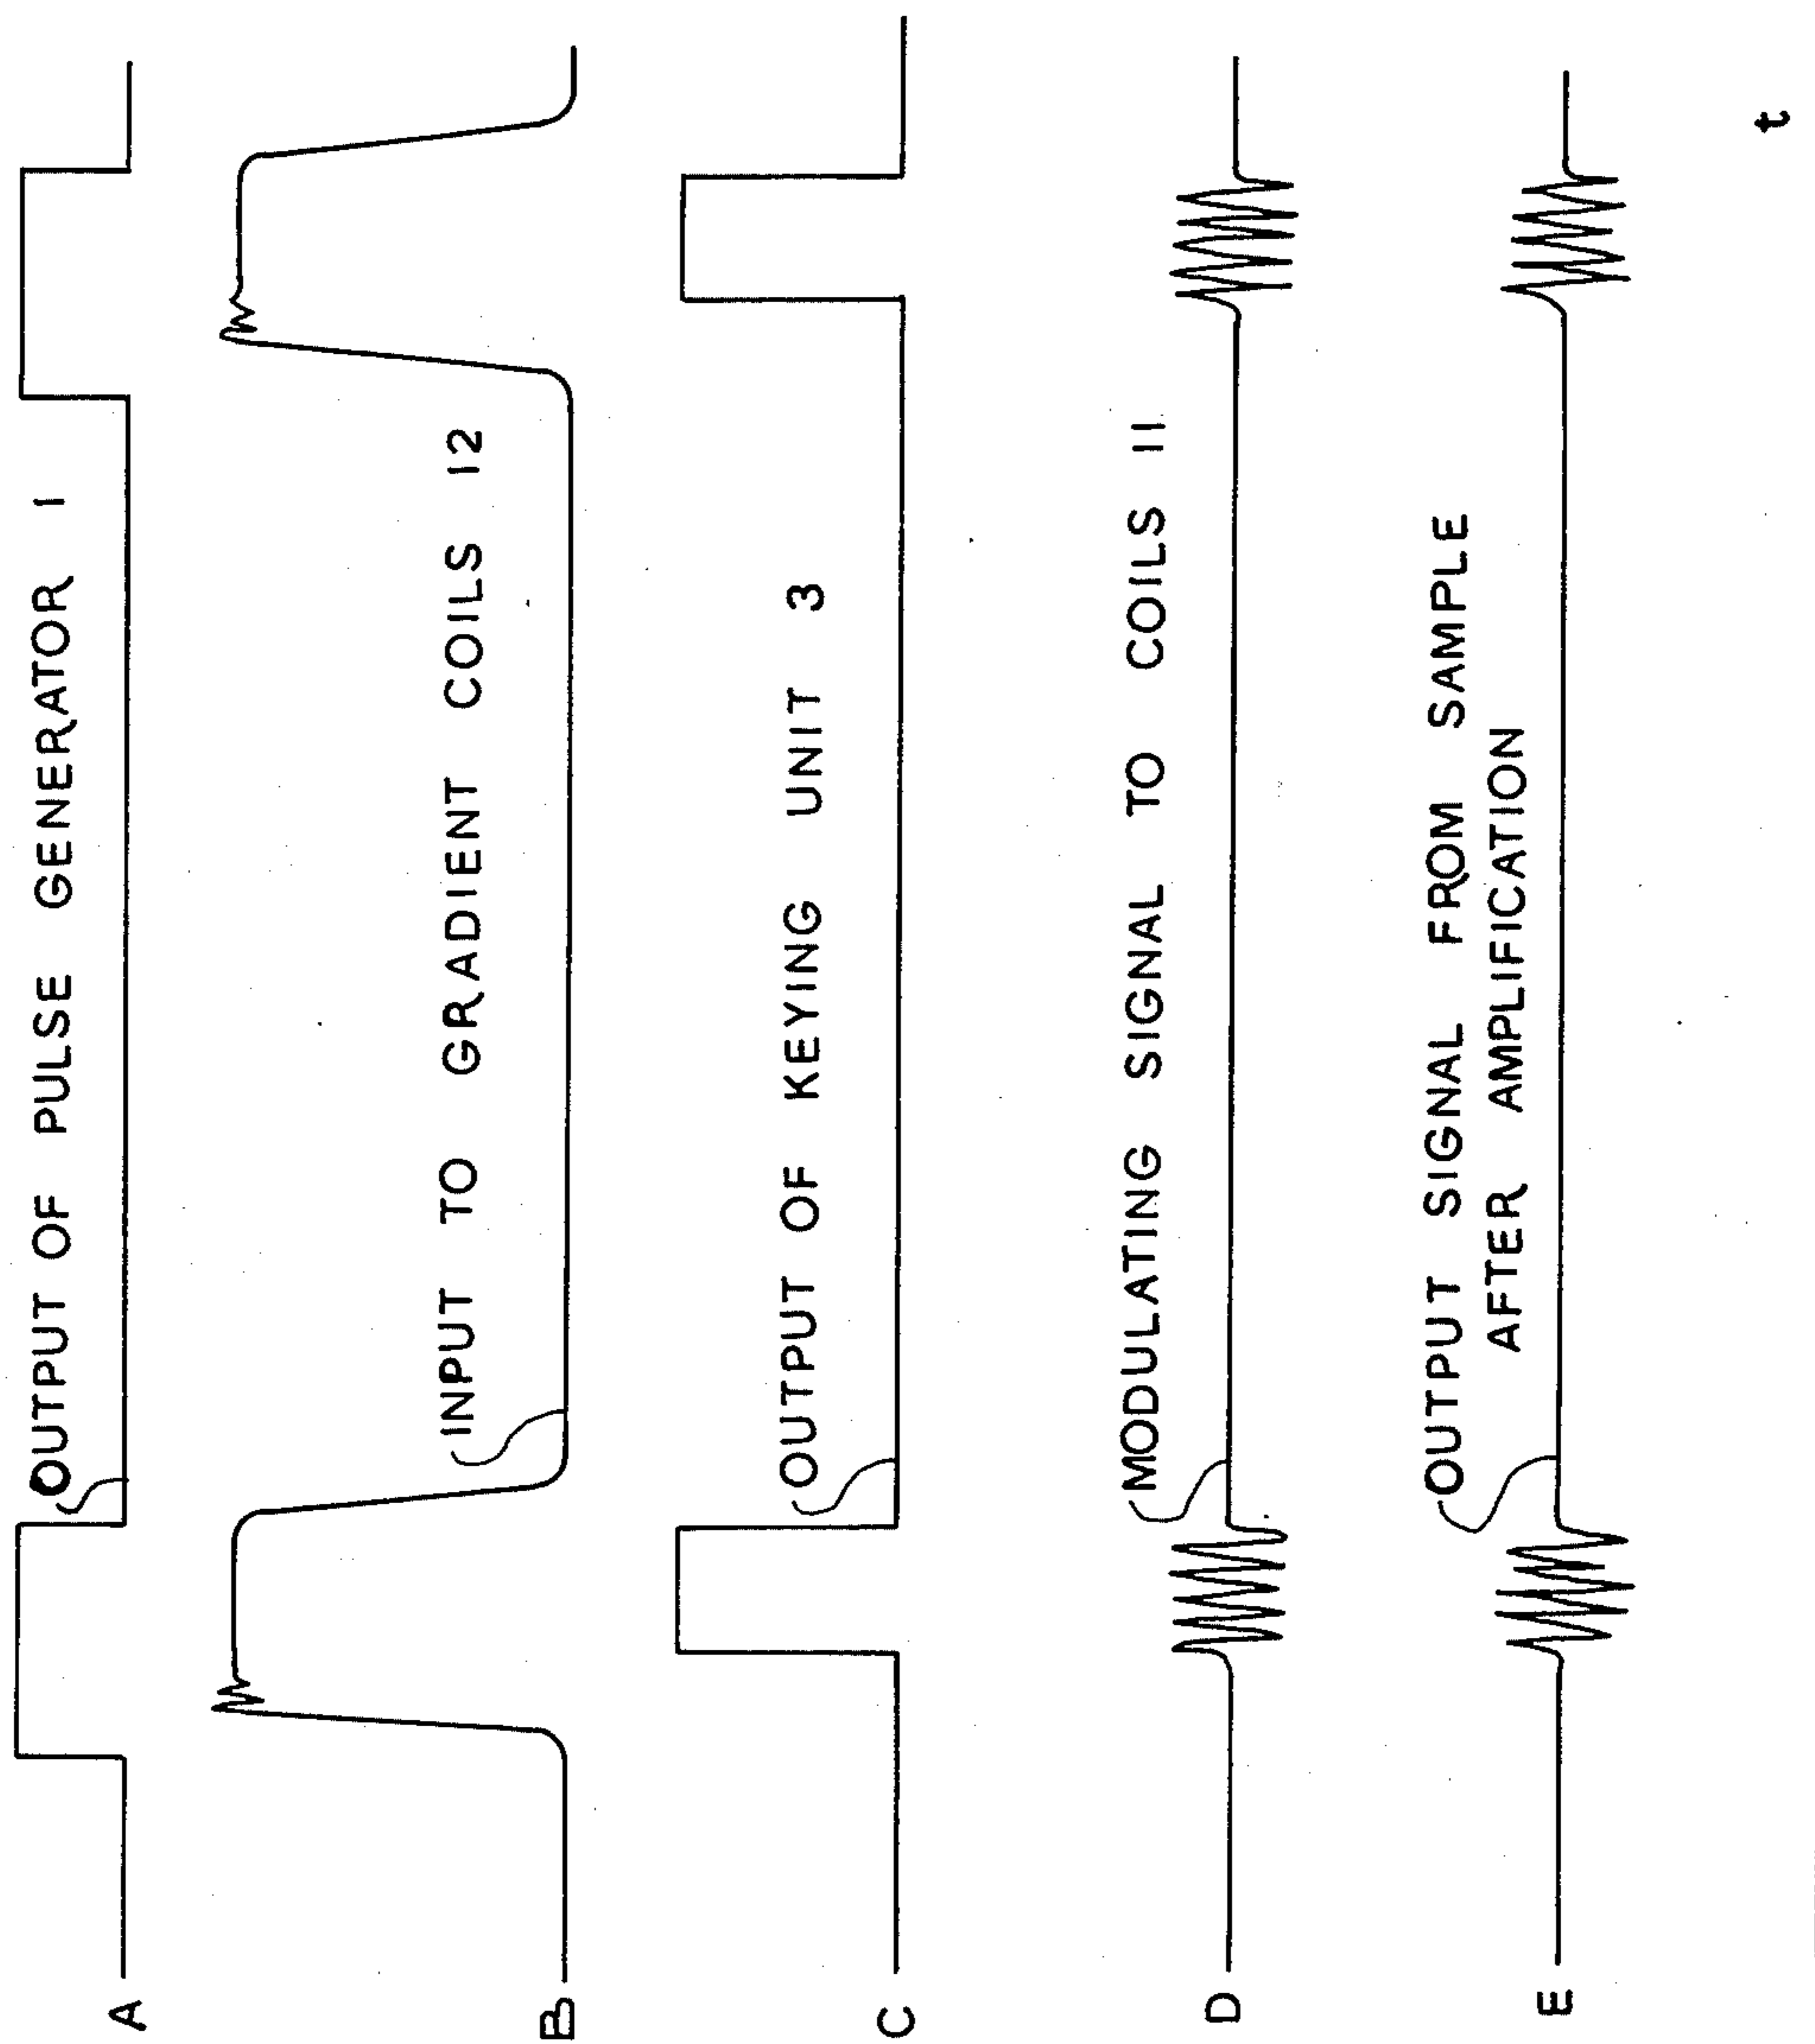 A
OUTPUT OF PULSE GENERATOR 1
B
INPUT TO GRADIENT COILS 12
C
OUTPUT OF KEYING UNIT 3
D
MODULATING SIGNAL TO COILS 11
E
OUTPUT SIGNAL FROM SAMPLE
AFTER AMPLIFICATION
t